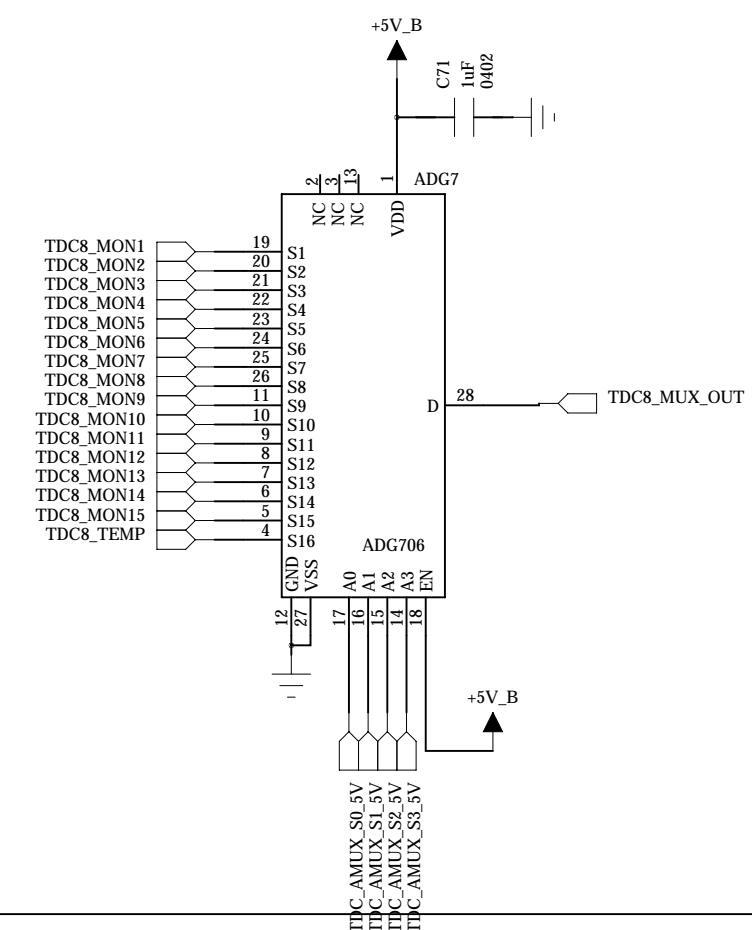 +5V_B
C71
1uF
0402
2
3
13
1
ADG7
NC
NC
NC
VDD
TDC8_MON1 19 S1
TDC8_MON2 20 S2
TDC8_MON3 21 S3
TDC8_MON4 22 S4
TDC8_MON5 23 S5
TDC8_MON6 24 S6
TDC8_MON7 25 S7
TDC8_MON8 26 S8
TDC8_MON9 11 S9
D 28 TDC8_MUX_OUT
TDC8_MON10 10 S10
TDC8_MON11 9 S11
TDC8_MON12 8 S12
TDC8_MON13 7 S13
TDC8_MON14 6 S14
TDC8_MON15 5 S15
TDC8_TEMP 4 S16
ADG706
GND
VSS
A0
A1
A2
A3
EN
12
27
17
16
15
14
18
+5V_B
TDC_AMUX_S0_5V
TDC_AMUX_S1_5V
TDC_AMUX_S2_5V
TDC_AMUX_S3_5V